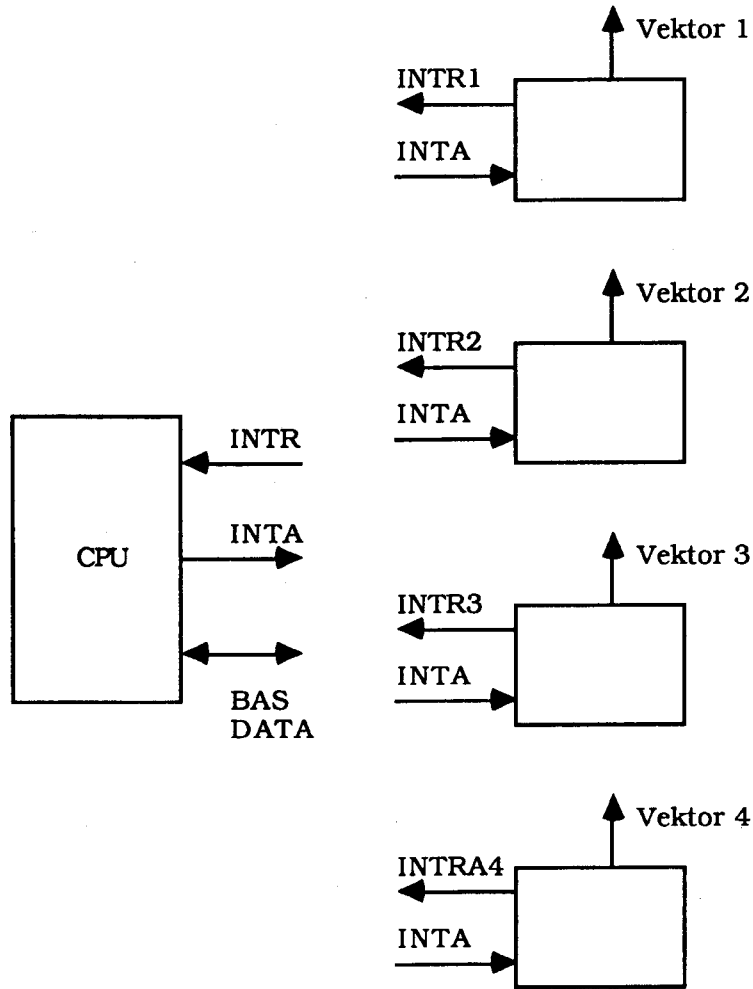 Vektor 1
INTR1
INTA
Vektor 2
INTR2
INTA
INTR
INTA
CPU
BAS
DATA
Vektor 3
INTR3
INTA
Vektor 4
INTRA4
INTA